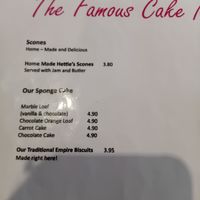 The Famous Cake
Scones
Home – Made and Delicious
Home Made Hettie's Scones 3.80
Served with Jam and Butter
Our Sponge Cake
Marble Loaf
(vanilla & chocolate) 4.90
Chocolate Orange Loaf 4.90
Carrot Cake 4.90
Chocolate Cake 4.90
Our Traditional Empire Biscuits 3.95
Made right here!